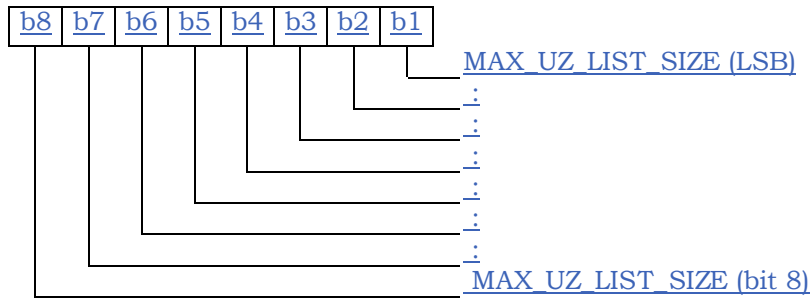 b8 b7 b6 b5 b4 b3 b2 b1
MAX_UZ_LIST_SIZE (LSB)
:
:
:
:
:
:
MAX_UZ_LIST_SIZE (bit 8)